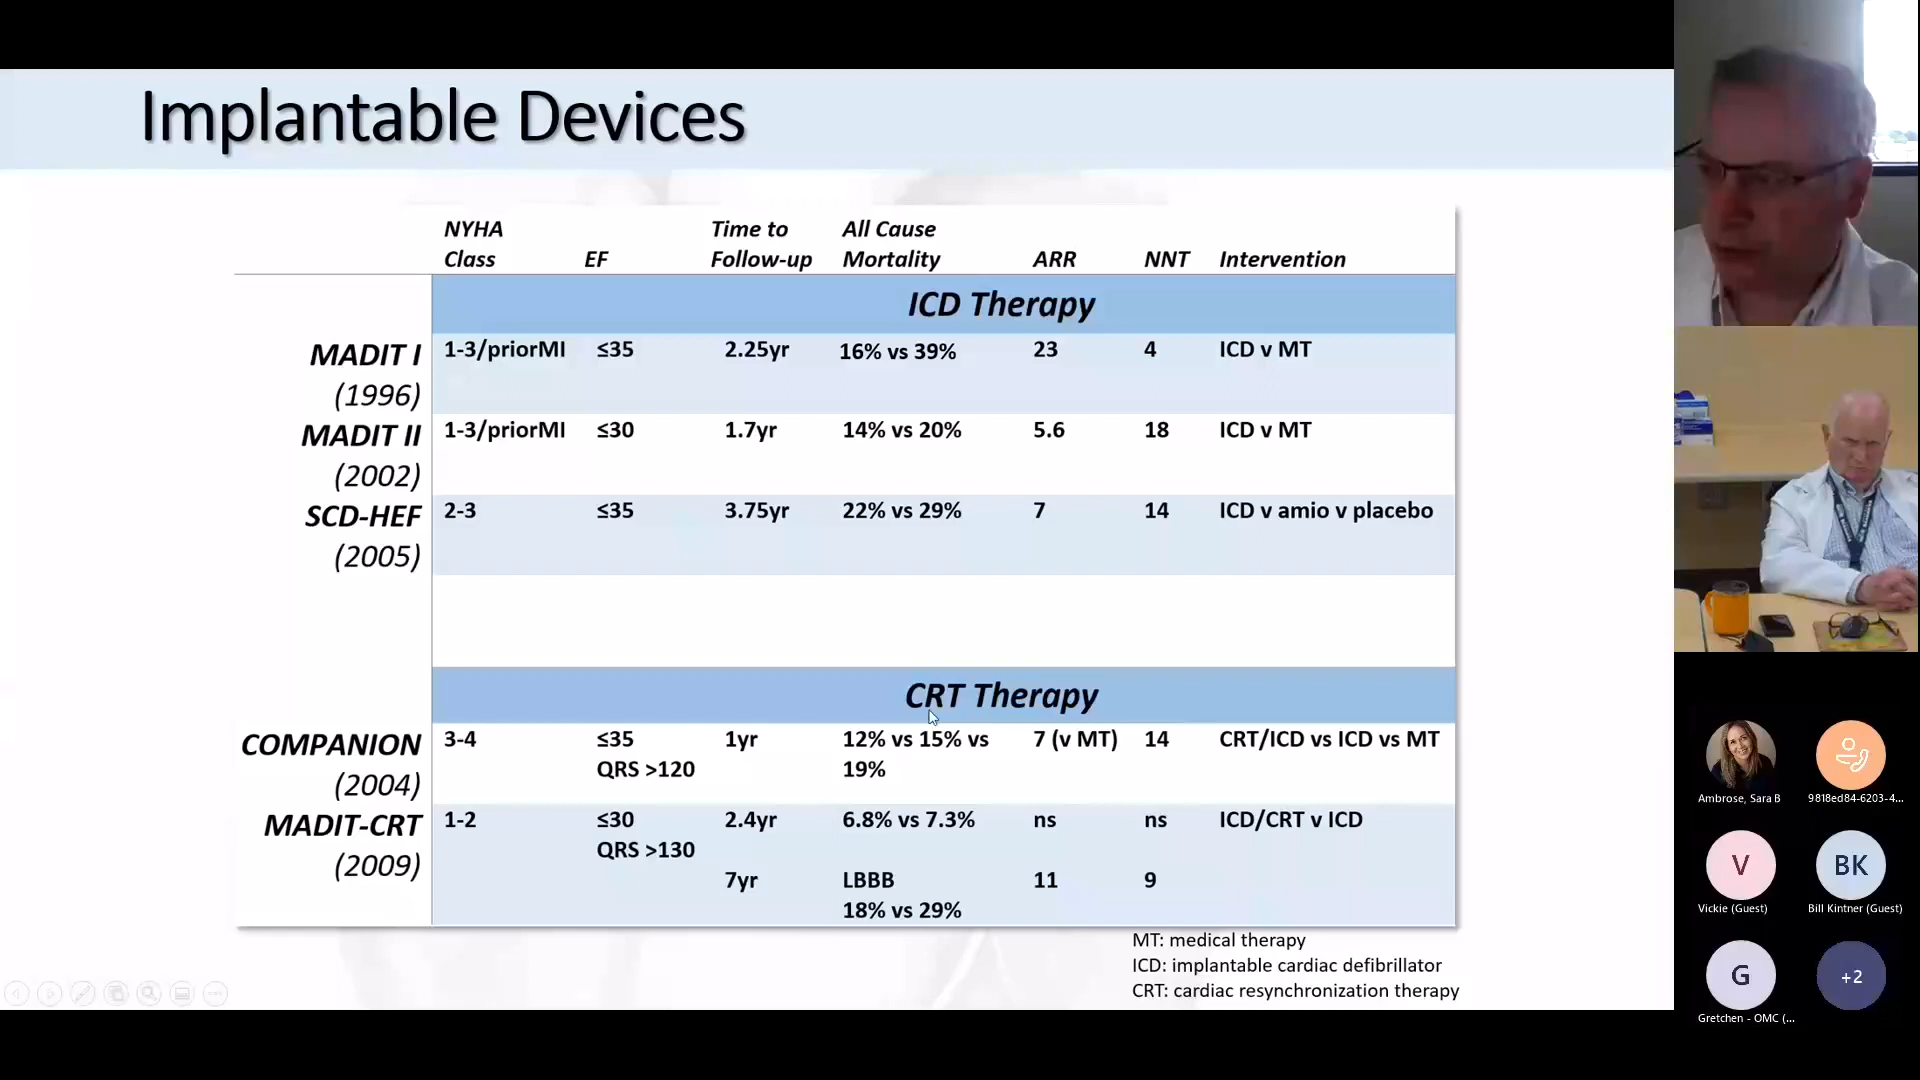 Implantable Devices
NYHA Class EF Time to Follow-up All Cause Mortality ARR NNT Intervention
ICD Therapy
MADIT I (1996) 1-3/priorMI ≤35 2.25yr 16% vs 39% 23 4 ICD v MT
MADIT II (2002) 1-3/priorMI ≤30 1.7yr 14% vs 20% 5.6 18 ICD v MT
SCD-HEF (2005) 2-3 ≤35 3.75yr 22% vs 29% 7 14 ICD v amio v placebo
CRT Therapy
COMPANION (2004) 3-4 ≤35 QRS >120 1yr 12% vs 15% vs 19% 7 (v MT) 14 CRT/ICD vs ICD vs MT
MADIT-CRT (2009) 1-2 ≤30 QRS >130 2.4yr 6.8% vs 7.3% ns ns ICD/CRT v ICD
7yr LBBB 18% vs 29% 11 9
MT: medical therapy
ICD: implantable cardiac defibrillator
CRT: cardiac resynchronization therapy
Ambrose, Sara B
9818ed84-6203-4...
V
BK
Vickie (Guest)
Bill Kintner (Guest)
G
+2
Gretchen - OMC (...